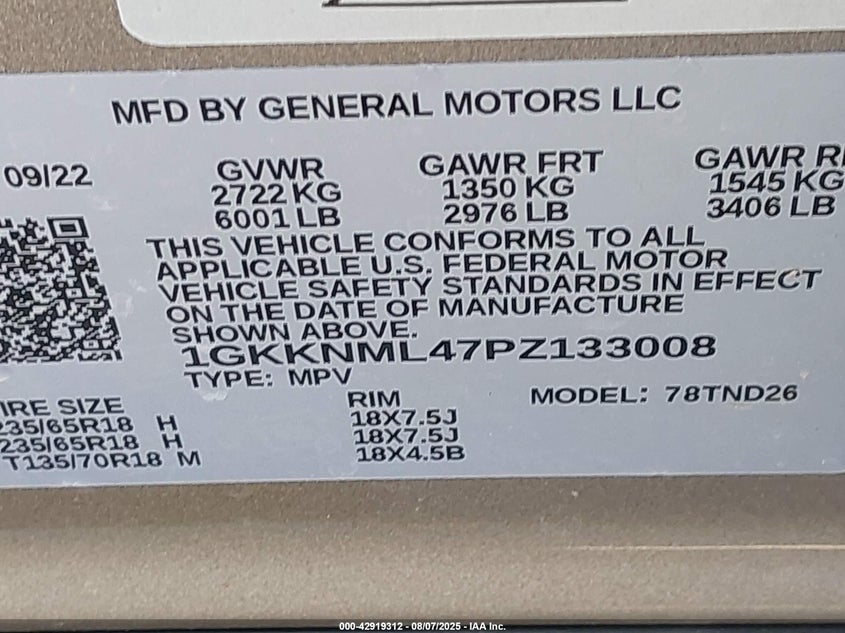 MFD BY GENERAL MOTORS LLC
09/22 GVWR GAWR FRT GAWR
2722 KG 1350 KG 1545 KG
6001 LB 2976 LB 3406 LB
THIS VEHICLE CONFORMS TO ALL
APPLICABLE U.S. FEDERAL MOTOR
VEHICLE SAFETY STANDARDS IN EFFECT
ON THE DATE OF MANUFACTURE
SHOWN ABOVE.
1GKKNML47PZ133008
TYPE: MPV
MODEL: 78TND26
IRE SIZE RIM
235/65R18 H 18X7.5J
235/65R18 H 18X7.5J
T135/70R18 M 18X4.5B
000-42919312 - 08/07/2025 - IAA Inc.